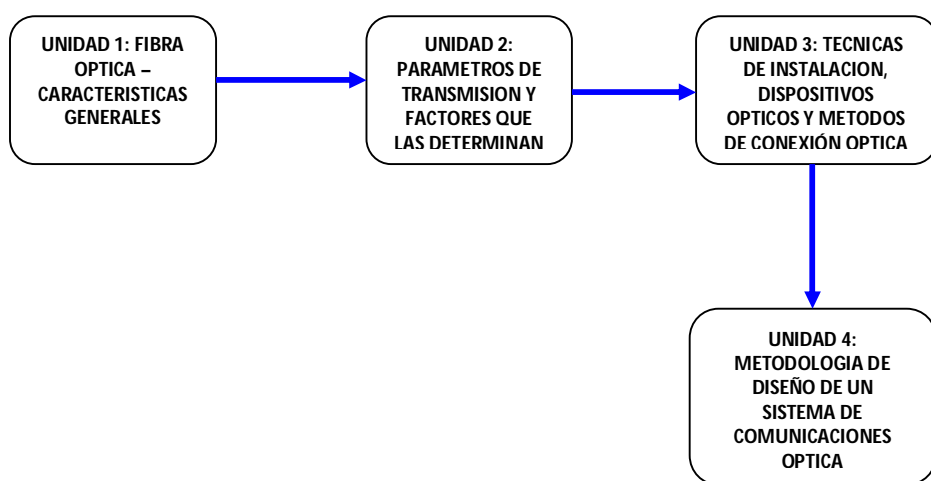 UNIDAD 1: FIBRA
OPTICA –
CARACTERISTICAS
GENERALES
UNIDAD 2:
PARAMETROS DE
TRANSMISION Y
FACTORES QUE
LAS DETERMINAN
UNIDAD 3: TECNICAS
DE INSTALACION,
DISPOSITIVOS
OPTICOS Y METODOS
DE CONEXIÓN OPTICA
UNIDAD 4:
METODOLOGIA DE
DISEÑO DE UN
SISTEMA DE
COMUNICACIONES
OPTICA